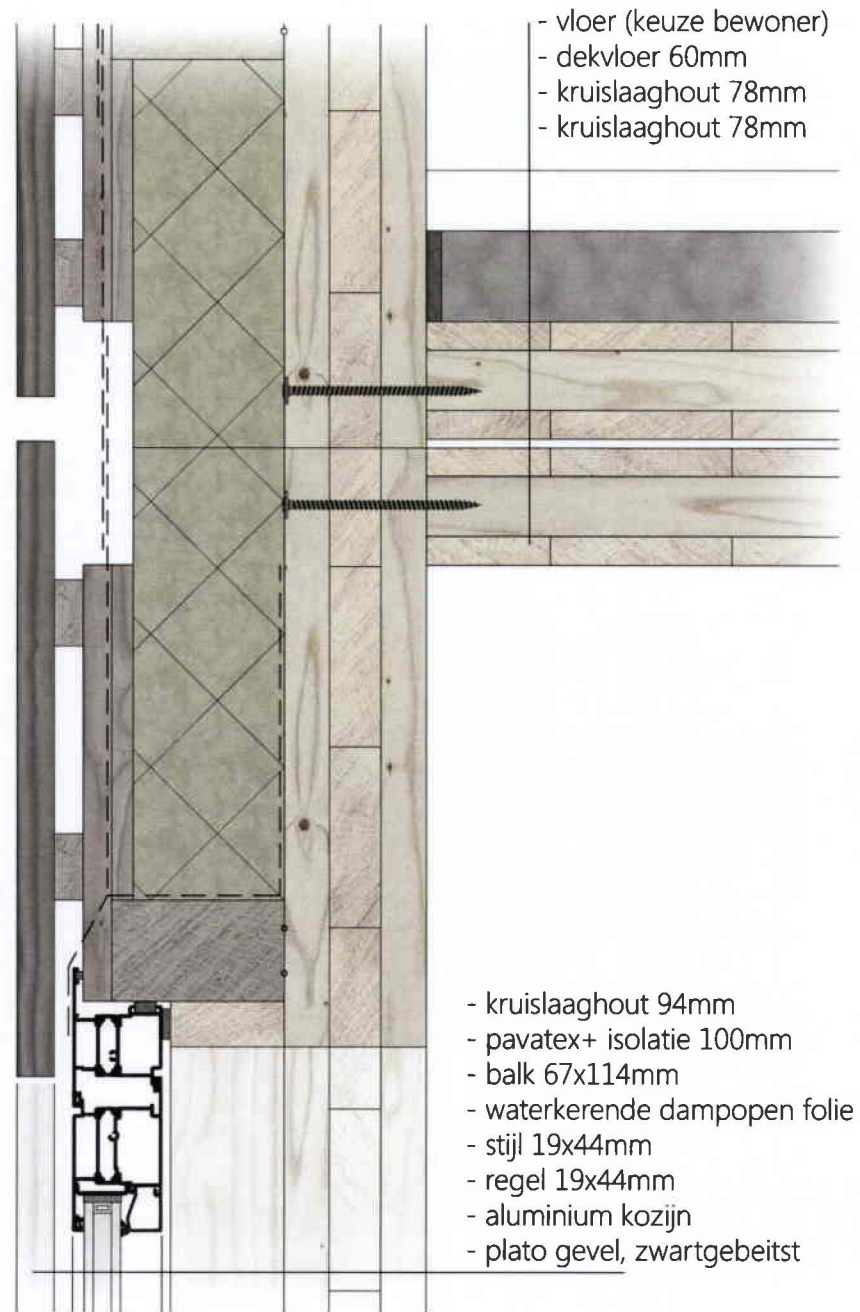 - vloer (keuze bewoner)
- dekvloer 60mm
- kruislaaghout 78mm
- kruislaaghout 78mm
- kruislaaghout 94mm
- pavatex+ isolatie 100mm
- balk 67x114mm
- waterkerende dampopen folie
- stijl 19x44mm
- regel 19x44mm
- aluminium kozijn
- plato gevel, zwartgebeitst